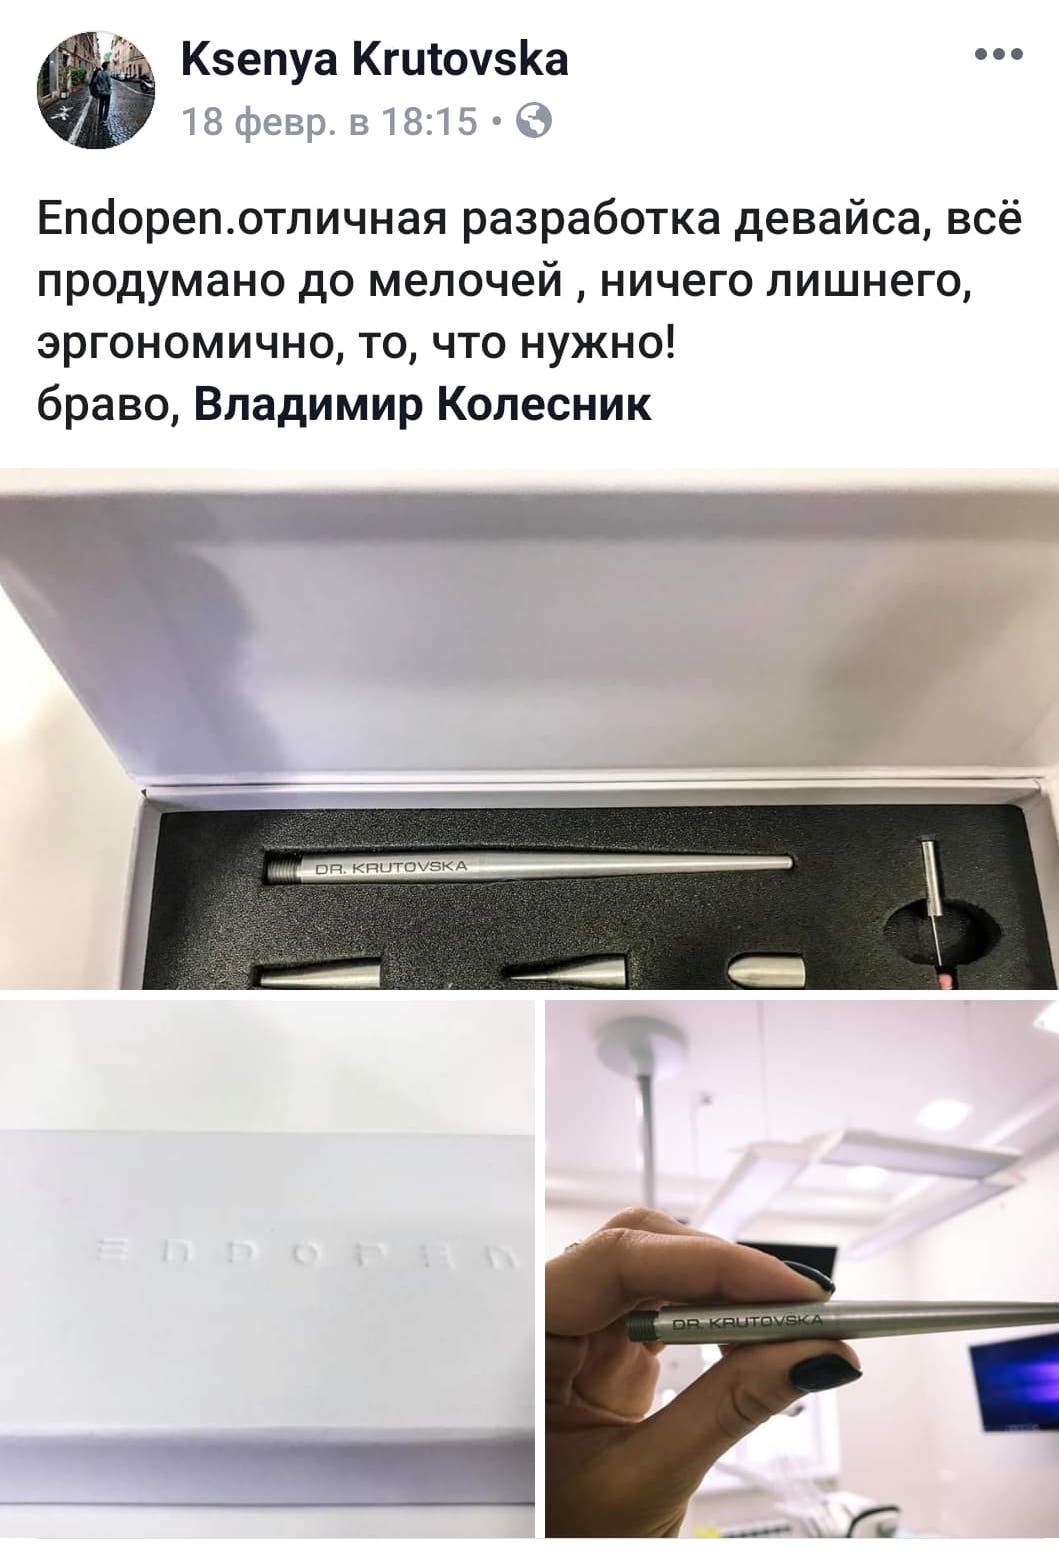 Ksenya Krutovska
18 февр. в 18:15 •
Endopen.отличная разработка девайса, всё
продумано до мелочей , ничего лишнего,
эргономично, то, что нужно!
браво, Владимир Колесник
DR. KRUTOVSKA
ENDOPEN
DR. KRUTOVSKA